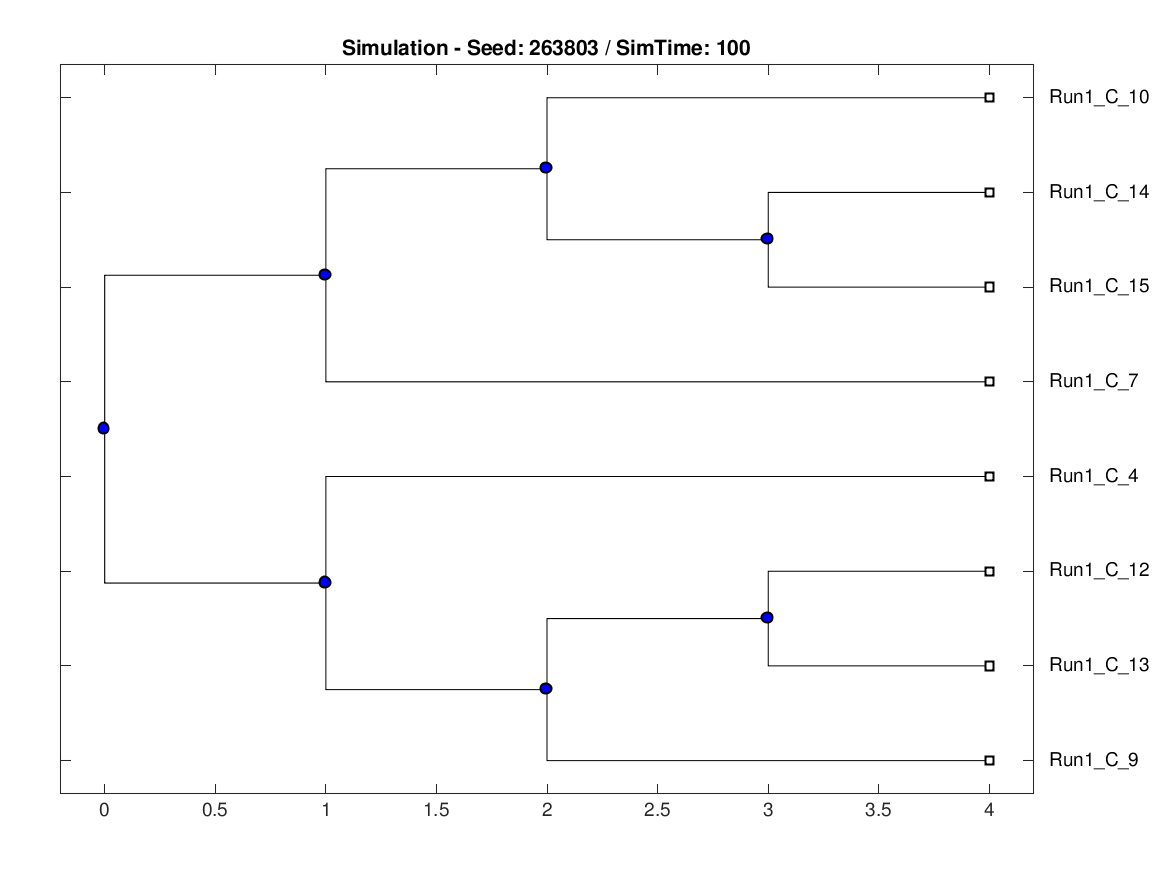 Simulation - Seed: 263803 / SimTime: 100
Run1_C_10
Run1_C_14
Run1_C_15
Run1_C_7
Run1_C_4
Run1_C_12
Run1_C_13
Run1_C_9
0 0.5 1 1.5 2 2.5 3 3.5 4